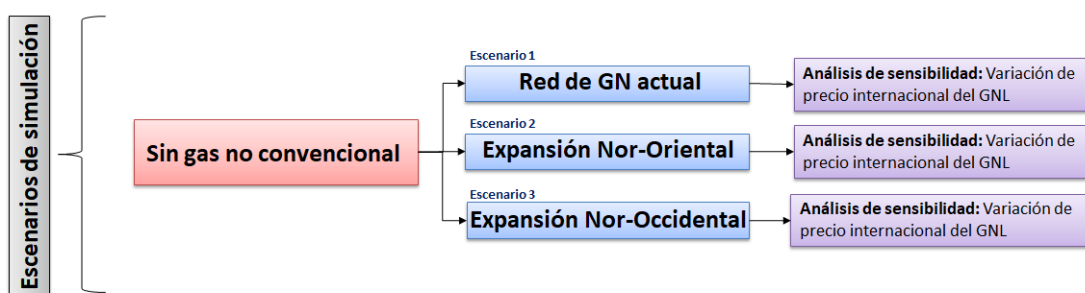 Escenarios de simulación
Sin gas no convencional
Escenario 1
Red de GN actual
Análisis de sensibilidad: Variación de
precio internacional del GNL
Escenario 2
Expansión Nor-Oriental
Análisis de sensibilidad: Variación de
precio internacional del GNL
Escenario 3
Expansión Nor-Occidental
Análisis de sensibilidad: Variación de
precio internacional del GNL